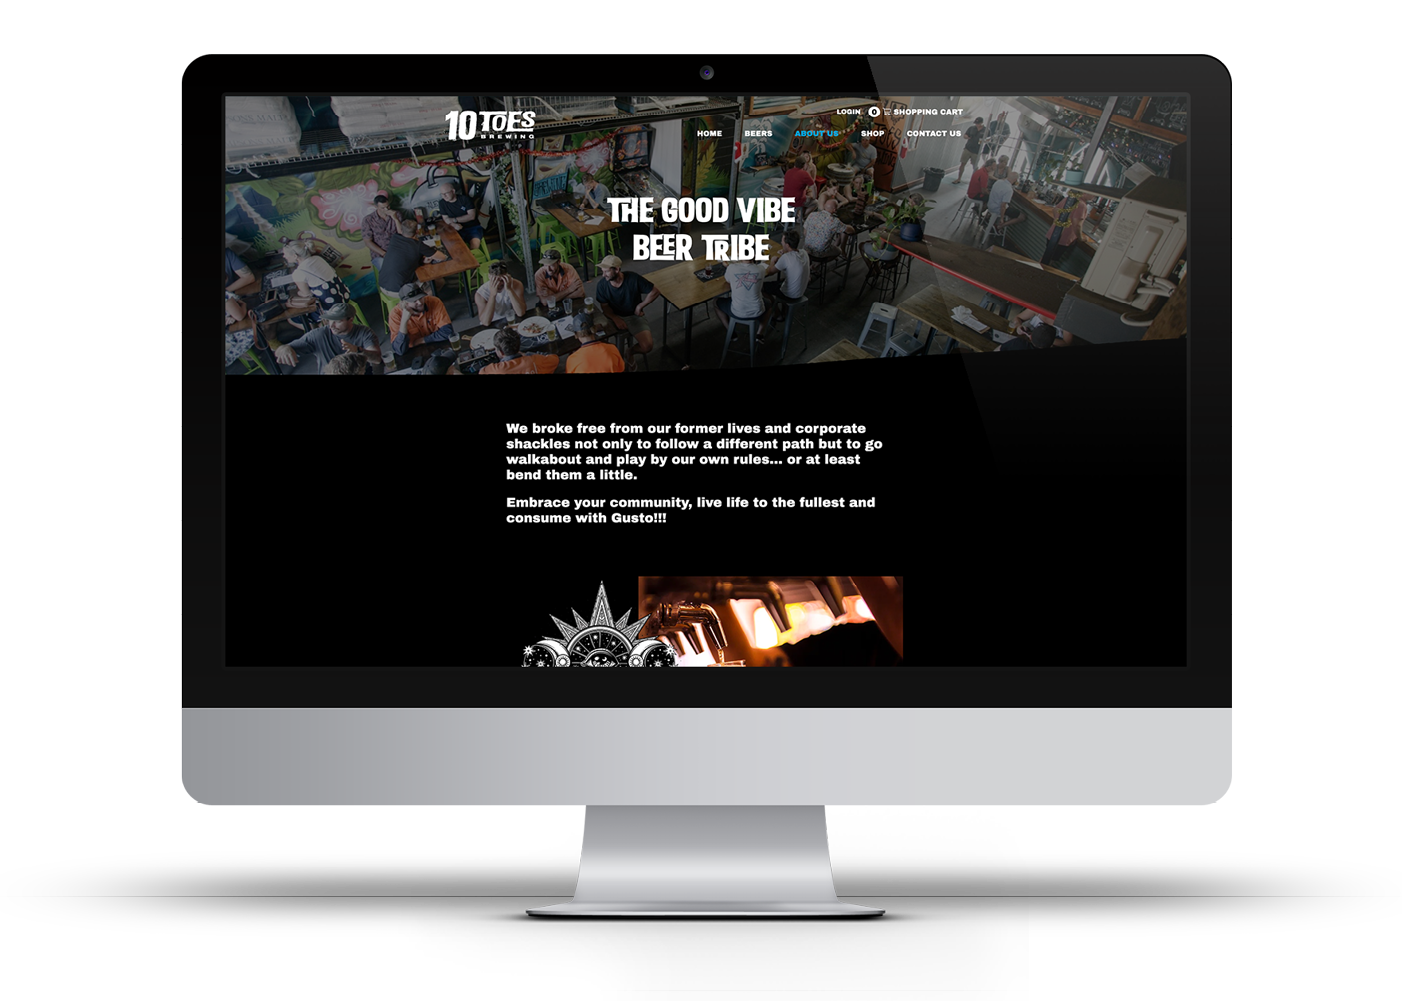 10 TOES
BREWING
LOGIN 0 SHOPPING CART
HOME BEERS ABOUT US SHOP CONTACT US
THE GOOD VIBE
BEER TRIBE
We broke free from our former lives and corporate
shackles not only to follow a different path but to go
walkabout and play by our own rules... or at least
bend them a little.
Embrace your community, live life to the fullest and
consume with Gusto!!!